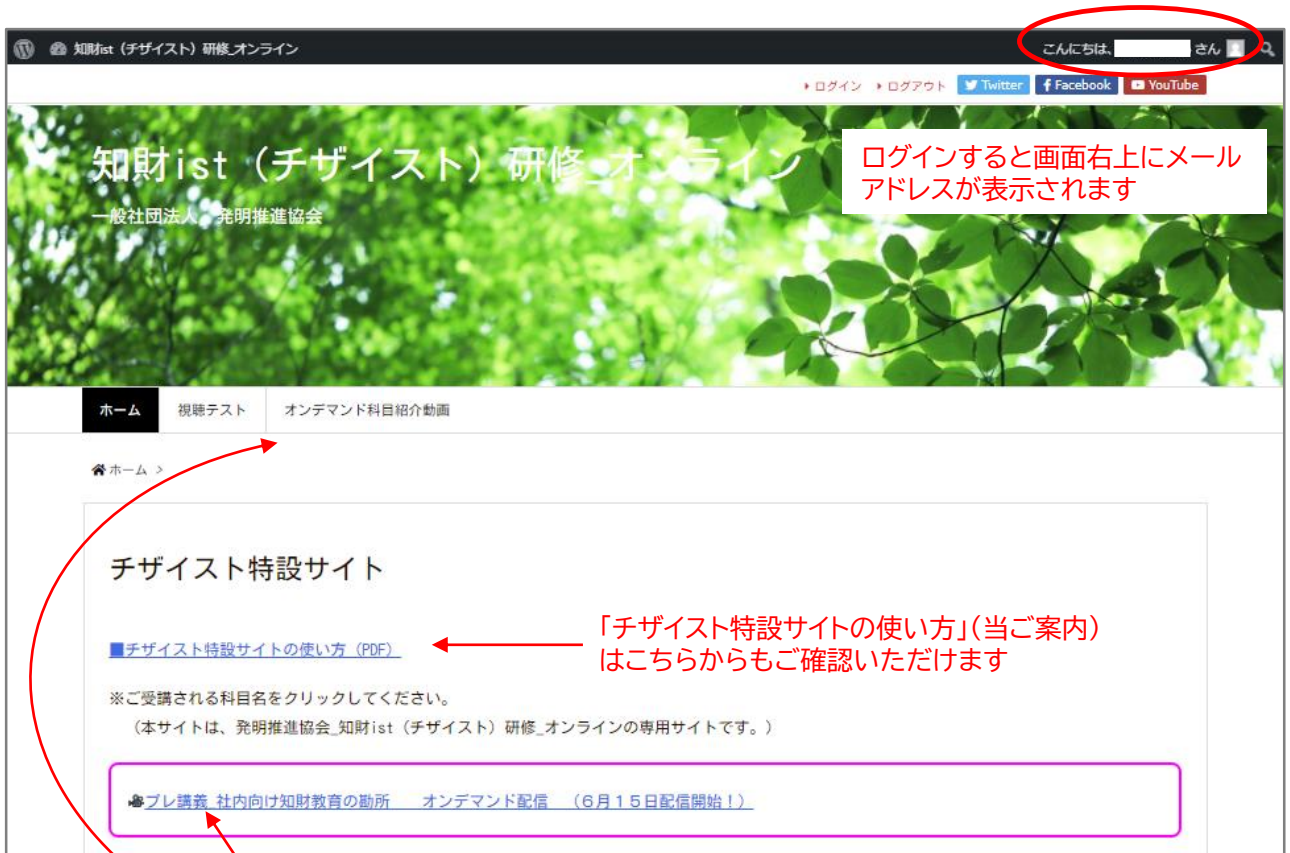 知財ist（チザイスト）研修_オンライン
こんにちは、 さん
ログイン ログアウト Twitter Facebook YouTube
知財ist（チザイスト）研修_オンライン
一般社団法人 発明推進協会
ログインすると画面右上にメール
アドレスが表示されます
ホーム 視聴テスト オンデマンド科目紹介動画
ホーム >
チザイスト特設サイト
■チザイスト特設サイトの使い方（PDF）
「チザイスト特設サイトの使い方」（当ご案内）
はこちらからもご確認いただけます
※ご受講される科目名をクリックしてください。
（本サイトは、発明推進協会_知財ist（チザイスト）研修_オンラインの専用サイトです。）
プレ講義_社内向け知財教育の勘所 オンデマンド配信 （６月１５日配信開始！）